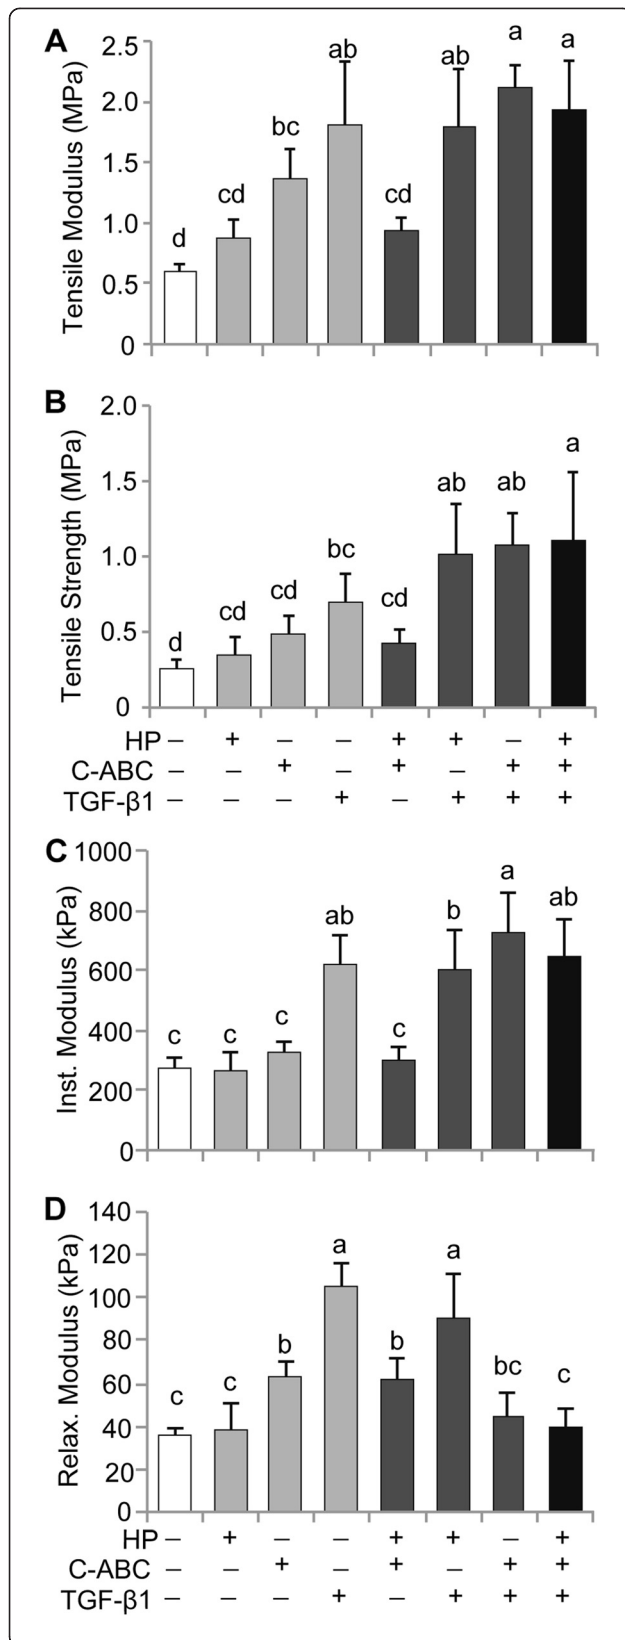 A
Tensile Modulus (MPa)
2.5
2.0
1.5
1.0
0.5
0
d
cd
bc
ab
cd
ab
a
a
B
Tensile Strength (MPa)
2.0
1.5
1.0
0.5
0
d
cd
cd
bc
cd
ab
ab
a
HP – + – – + + – +
C-ABC – – + – + – + +
TGF-β1 – – – + – + + +
C
Inst. Modulus (kPa)
1000
800
600
400
200
0
c
c
c
ab
c
b
a
ab
D
Relax. Modulus (kPa)
140
120
100
80
60
40
20
0
c
c
b
a
b
a
bc
c
HP – + – – + + – +
C-ABC – – + – + – + +
TGF-β1 – – – + – + + +